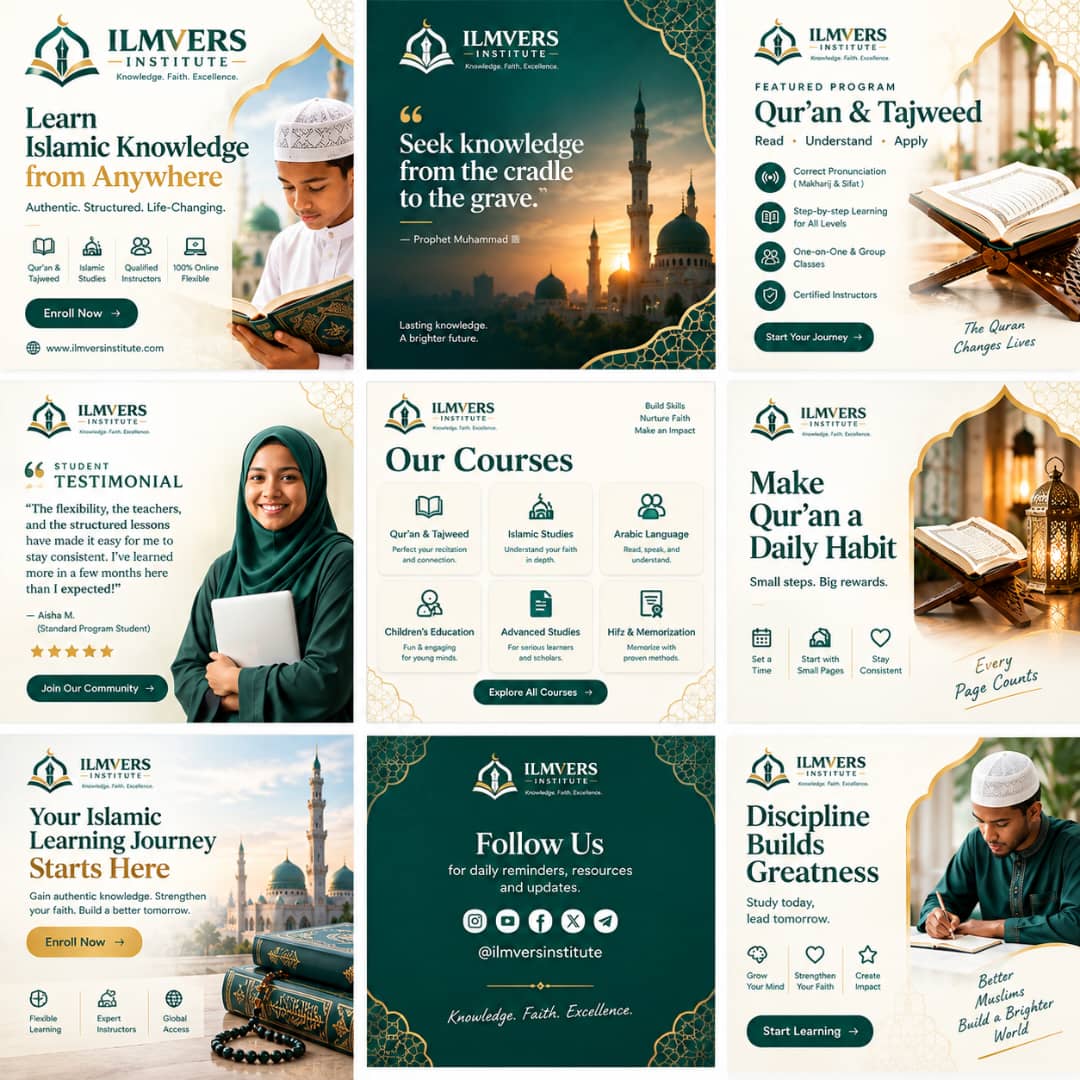 ILMVERS
INSTITUTE
Knowledge. Faith. Excellence.
Learn
Islamic Knowledge
from Anywhere
Authentic. Structured. Life-Changing.
Qur'an &
Tajweed
Islamic
Studies
Qualified
Instructors
100% Online
Flexible
Enroll Now →
www.ilmversinstitute.com
ILMVERS
INSTITUTE
Knowledge. Faith. Excellence.
“
Seek knowledge
from the cradle
to the grave.”
— Prophet Muhammad
Lasting knowledge.
A brighter future.
ILMVERS
INSTITUTE
Knowledge. Faith. Excellence.
FEATURED PROGRAM
Qur'an & Tajweed
Read • Understand • Apply
Correct Pronunciation
( Makharij & Sifat )
Step-by-step Learning
for All Levels
One-on-One & Group
Classes
Certified Instructors
Start Your Journey →
The Quran
Changes Lives
ILMVERS
INSTITUTE
Knowledge. Faith. Excellence.
“ STUDENT
TESTIMONIAL
“The flexibility, the teachers,
and the structured lessons
have made it easy for me to
stay consistent. I've learned
more in a few months here
than I expected!”
— Aisha M.
(Standard Program Student)
Join Our Community →
ILMVERS
INSTITUTE
Knowledge. Faith. Excellence.
Build Skills
Nurture Faith
Make an Impact
Our Courses
Qur'an & Tajweed
Perfect your recitation
and connection.
Islamic Studies
Understand your faith
in depth.
Arabic Language
Read, speak, and
understand.
Children's Education
Fun & engaging
for young minds.
Advanced Studies
For serious learners
and scholars.
Hifz & Memorization
Memorize with
proven methods.
Explore All Courses →
ILMVERS
INSTITUTE
Knowledge. Faith. Excellence.
Make
Qur'an a
Daily Habit
Small steps. Big rewards.
Set a
Time
Start with
Small Pages
Stay
Consistent
Every
Page Counts
ILMVERS
INSTITUTE
Knowledge. Faith. Excellence.
Your Islamic
Learning Journey
Starts Here
Gain authentic knowledge. Strengthen
your faith. Build a better tomorrow.
Enroll Now →
Flexible
Learning
Expert
Instructors
Global
Access
ILMVERS
INSTITUTE
Knowledge. Faith. Excellence.
Follow Us
for daily reminders, resources
and updates.
@ilmversinstitute
Knowledge. Faith. Excellence.
ILMVERS
INSTITUTE
Knowledge. Faith. Excellence.
Discipline
Builds
Greatness
Study today,
lead tomorrow.
Grow
Your Mind
Strengthen
Your Faith
Create
Impact
Start Learning →
Better
Muslims
Build a Brighter
World